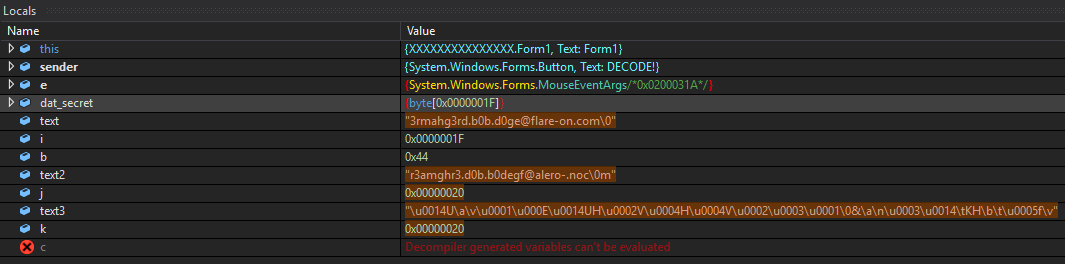 Locals
Name Value
this {XXXXXXXXXXXXXXX.Form1, Text: Form1}
sender {System.Windows.Forms.Button, Text: DECODE!}
e {System.Windows.Forms.MouseEventArgs/*0x0200031A*/}
dat_secret {byte[0x0000001F]}
text "3rmahg3rd.b0b.d0ge@flare-on.com\0"
i 0x0000001F
b 0x44
text2 "r3amghr3.d0b.b0degf@alero-.noc\0m"
j 0x00000020
text3 "\u0014U\a\v\u0001\u000E\u0014UH\u0002V\u0004H\u0004V\u0002\u0003\u0001\0&\a\n\u0003\u0014\tKH\b\t\u0005f\v"
k 0x00000020
c Decompiler generated variables can't be evaluated